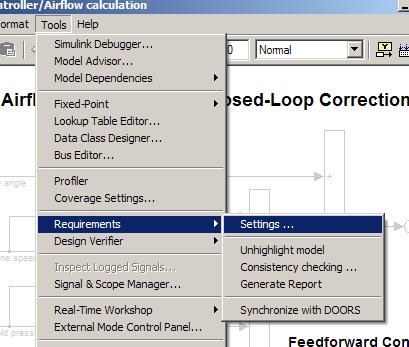 ntroller/Airflow calculation
ormat Tools Help
0 Normal
Simulink Debugger...
Model Advisor...
Model Dependencies
Airfl
osed-Loop Correction
Fixed-Point
Lookup Table Editor...
Data Class Designer...
Bus Editor...
Profiler
Coverage Settings...
e angle
Requirements
Settings ...
Design Verifier
Unhighlight model
ne speed
Inspect Logged Signals...
Consistency checking ...
Signal & Scope Manager...
Generate Report
old pressure
Real-Time Workshop
Synchronize with DOORS
External Mode Control Panel...
Feedforward Con